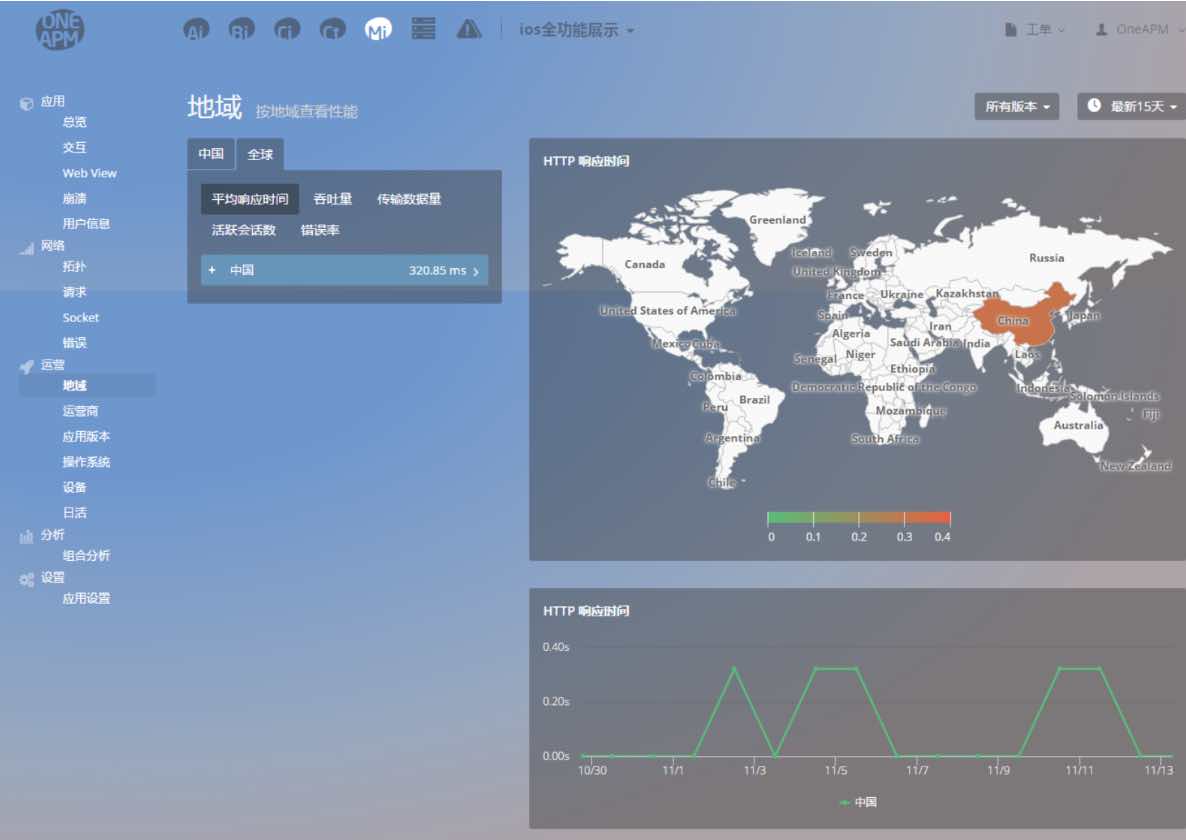 ONE
APM
Ai Bi Ci Ct Mi ios全功能展示 工单 OneAPM
应用
总览
交互
Web View
崩溃
用户信息
网络
拓扑
请求
Socket
错误
运营
地域
运营商
应用版本
操作系统
设备
日活
分析
组合分析
设置
应用设置
地域 按地域查看性能
所有版本 最新15天
中国 全球
平均响应时间 吞吐量 传输数据量
活跃会话数 错误率
+ 中国 320.85 ms
HTTP 响应时间
Greenland
Iceland Sweden
Canada Russia
United Kingdom
France Ukraine Kazakhstan
United States of America Spain China Japan
Algeria Iran
Mexico Cuba Saudi Arabia India
Senegal Niger Laos
Colombia Ethiopia
Democratic Republic of the Congo Indonesia
Peru Brazil Solomon Islands
Mozambique Fiji
Argentina South Africa Australia
New Zealand
Chile
0 0.1 0.2 0.3 0.4
HTTP 响应时间
0.40s
0.20s
0.00s
10/30 11/1 11/3 11/5 11/7 11/9 11/11 11/13
中国